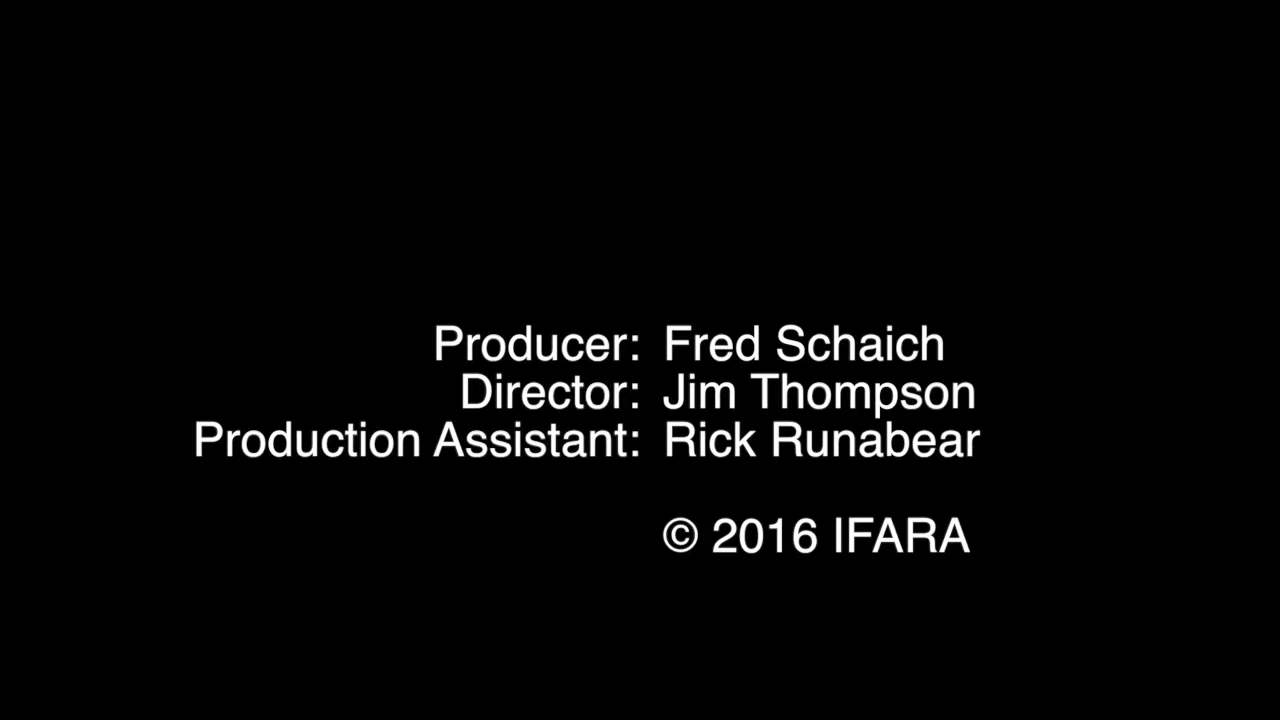 Producer: Fred Schaich
Director: Jim Thompson
Production Assistant: Rick Runabear
© 2016 IFARA